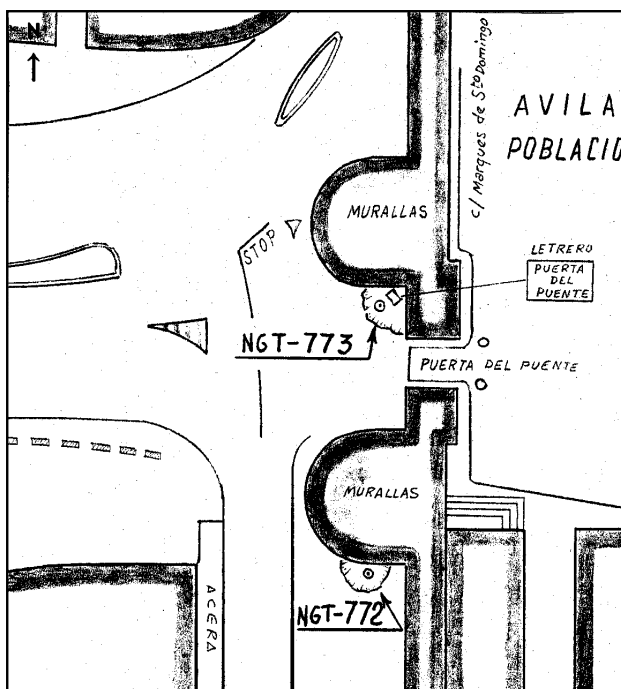 N
c/ Marques de Sto Domingo
AVILA
POBLACIO
MURALLAS
STOP
LETRERO
PUERTA
DEL
PUENTE
NGT-773
PUERTA DEL PUENTE
MURALLAS
ACERA
NGT-772